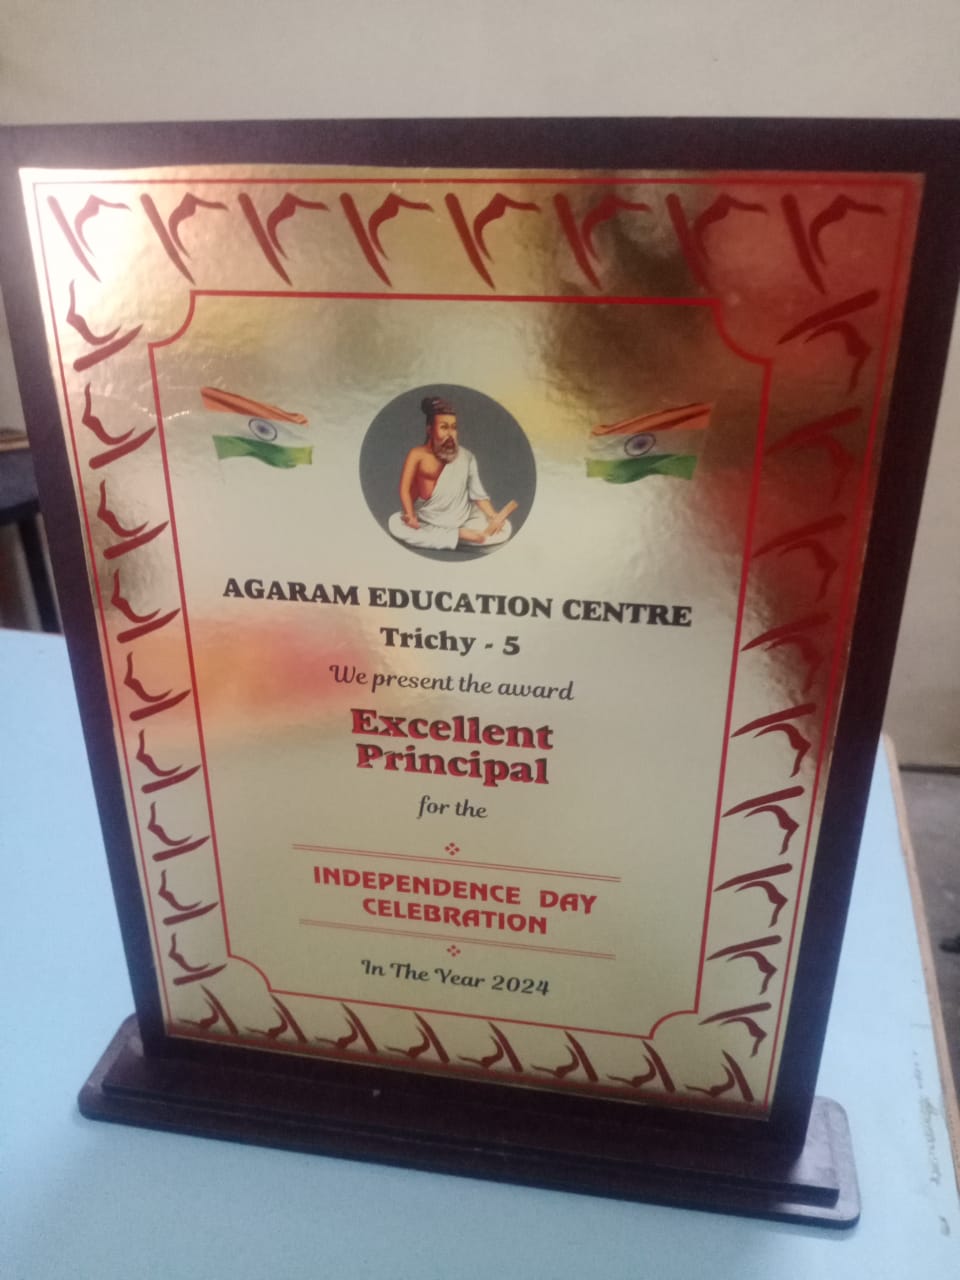 AGARAM EDUCATION CENTRE
Trichy - 5
We present the award
Excellent
Principal
for the
INDEPENDENCE DAY
CELEBRATION
In The Year 2024